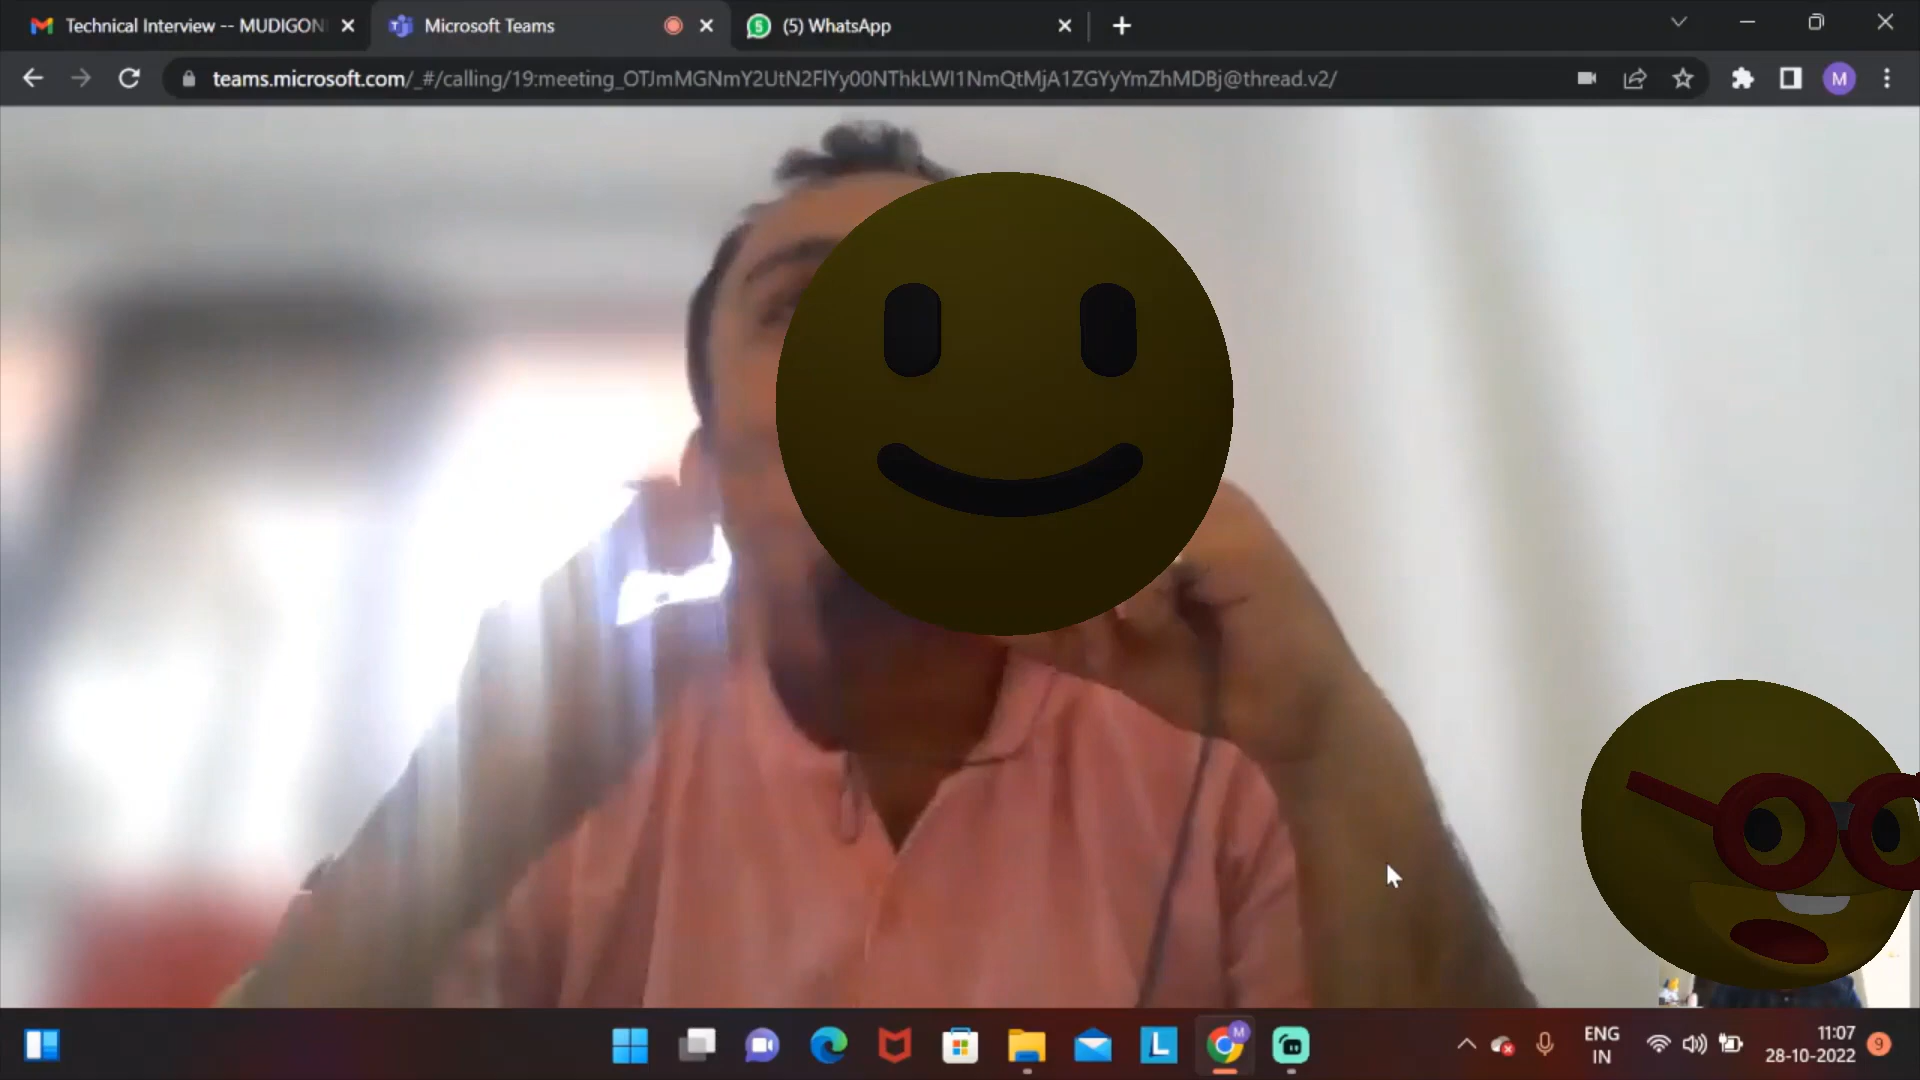 Technical Interview -- MUDIGON
Microsoft Teams
(5) WhatsApp
teams.microsoft.com/_#/calling/19:meeting_OTJmMGNmY2UtN2FlYy00NThkLWI1NmQtMjA1ZGYyYmZhMDBj@thread.v2/
M
M
L
ENG
IN
11:07
28-10-2022
9